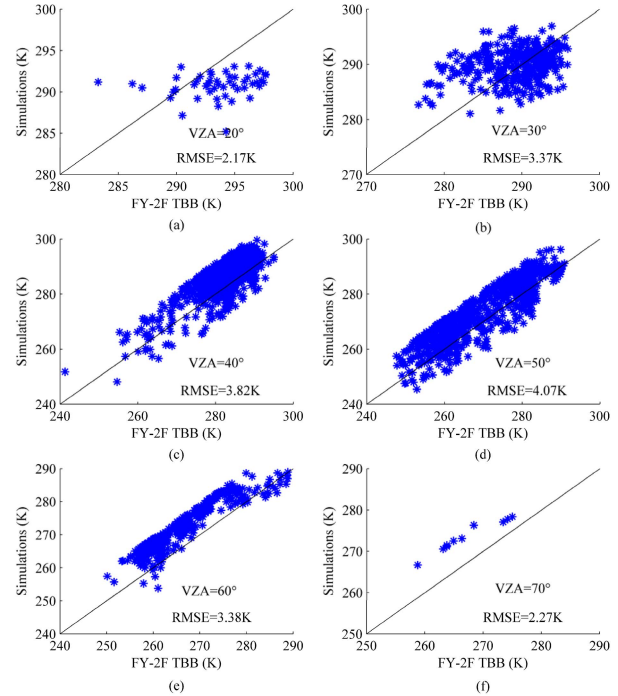 300
295
290
285
280
Simulations (K)
VZA=20°
RMSE=2.17K
280 285 290 295 300
FY-2F TBB (K)
(a)
300
290
280
270
Simulations (K)
VZA=30°
RMSE=3.37K
270 280 290 300
FY-2F TBB (K)
(b)
300
280
260
240
Simulations (K)
VZA=40°
RMSE=3.82K
240 260 280 300
FY-2F TBB (K)
(c)
300
280
260
240
Simulations (K)
VZA=50°
RMSE=4.07K
240 260 280 300
FY-2F TBB (K)
(d)
290
280
270
260
250
240
Simulations (K)
VZA=60°
RMSE=3.38K
240 250 260 270 280 290
FY-2F TBB (K)
(e)
290
280
270
260
250
Simulations (K)
VZA=70°
RMSE=2.27K
250 260 270 280 290
FY-2F TBB (K)
(f)